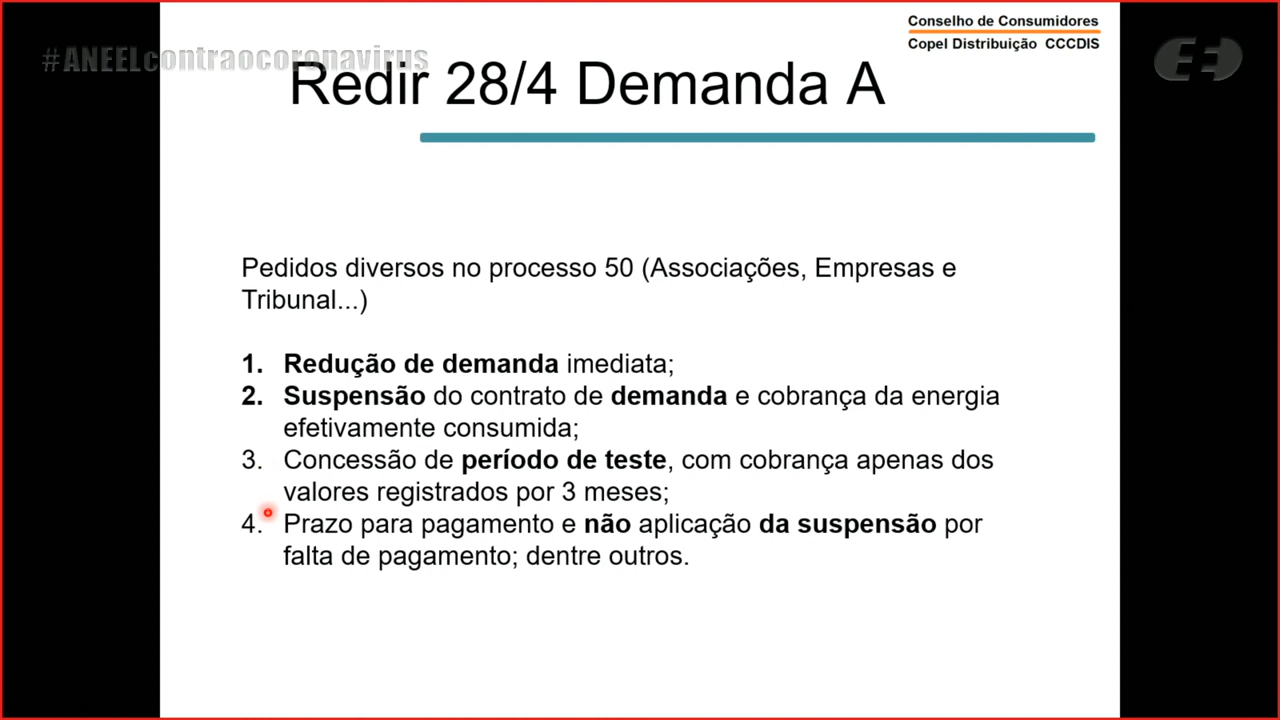 Conselho de Consumidores
Copel Distribuição CCCDIS
#ANEELcontraocoronavirus
Redir 28/4 Demanda A
Pedidos diversos no processo 50 (Associações, Empresas e
Tribunal...)
1. Redução de demanda imediata;
2. Suspensão do contrato de demanda e cobrança da energia
efetivamente consumida;
3. Concessão de período de teste, com cobrança apenas dos
valores registrados por 3 meses;
4. Prazo para pagamento e não aplicação da suspensão por
falta de pagamento; dentre outros.